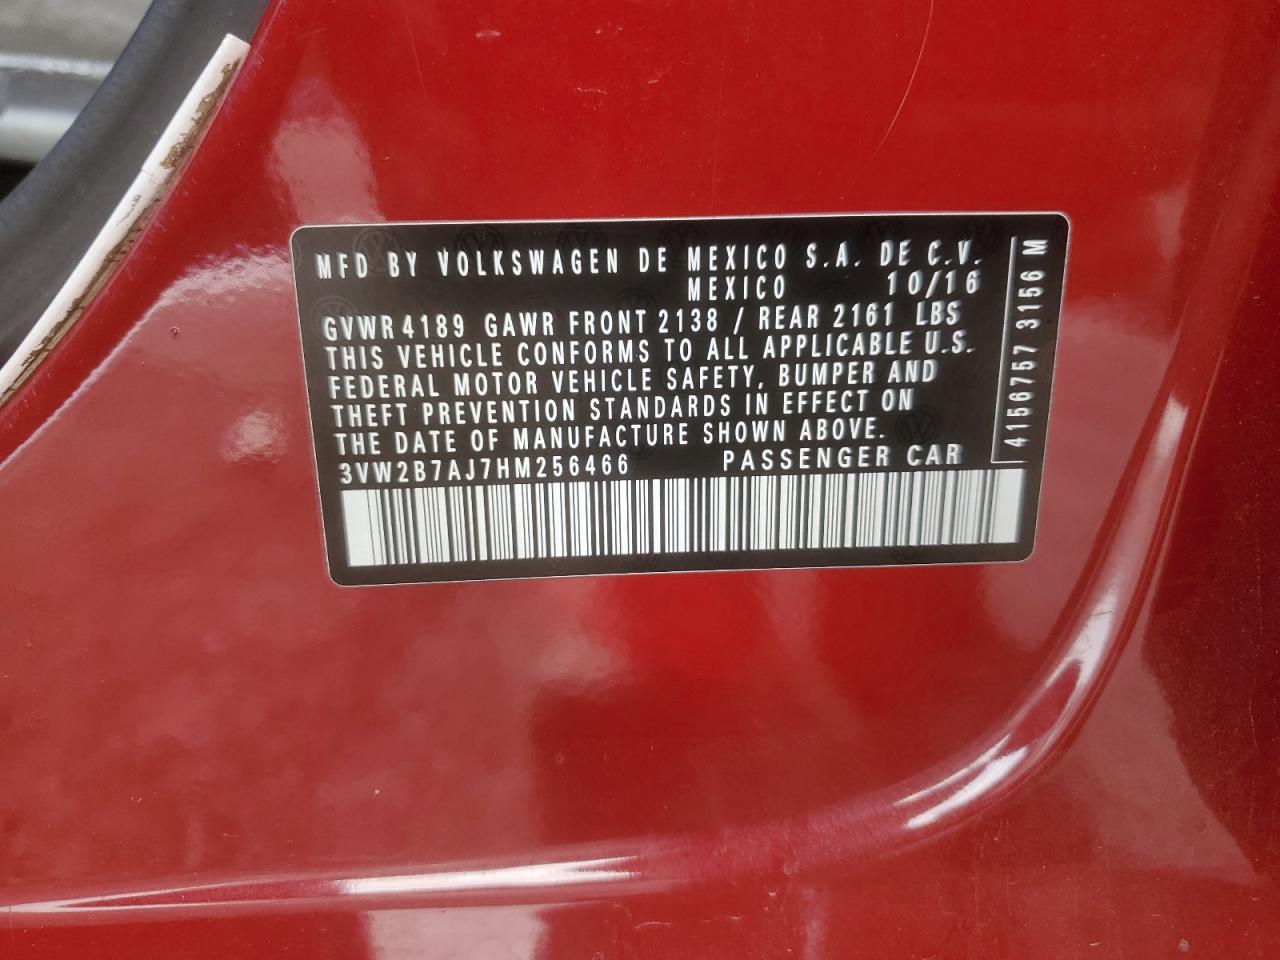 MFD BY VOLKSWAGEN DE MEXICO S.A. DE C.V.
MEXICO 10/16
GVWR 4189 GAWR FRONT 2138 / REAR 2161 LBS
THIS VEHICLE CONFORMS TO ALL APPLICABLE U.S.
FEDERAL MOTOR VEHICLE SAFETY, BUMPER AND
THEFT PREVENTION STANDARDS IN EFFECT ON
THE DATE OF MANUFACTURE SHOWN ABOVE.
3VW2B7AJ7HM256466 PASSENGER CAR
4156757 3156 M